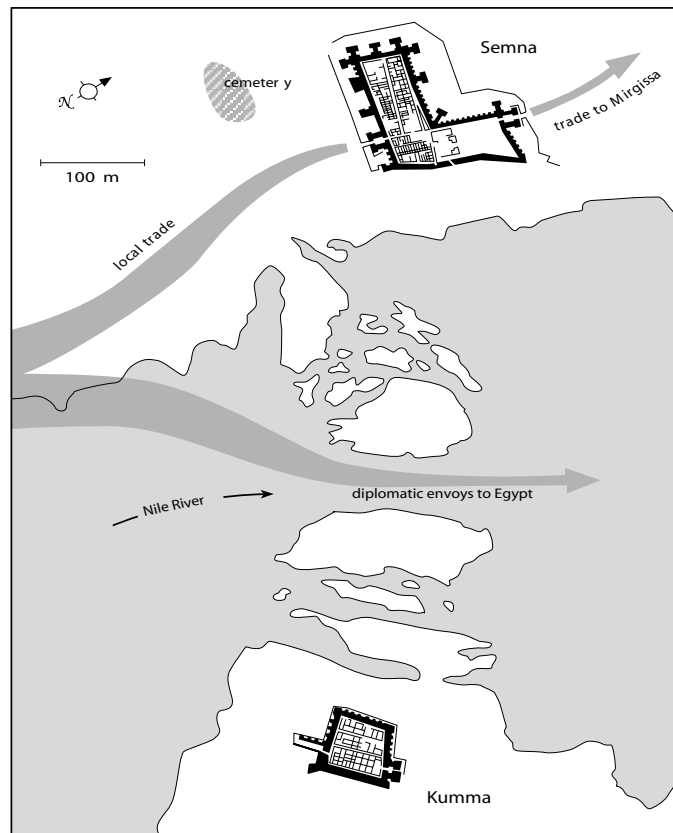 Semna
cemeter y
trade to Mirgissa
N
100 m
local trade
diplomatic envoys to Egypt
Nile River
Kumma